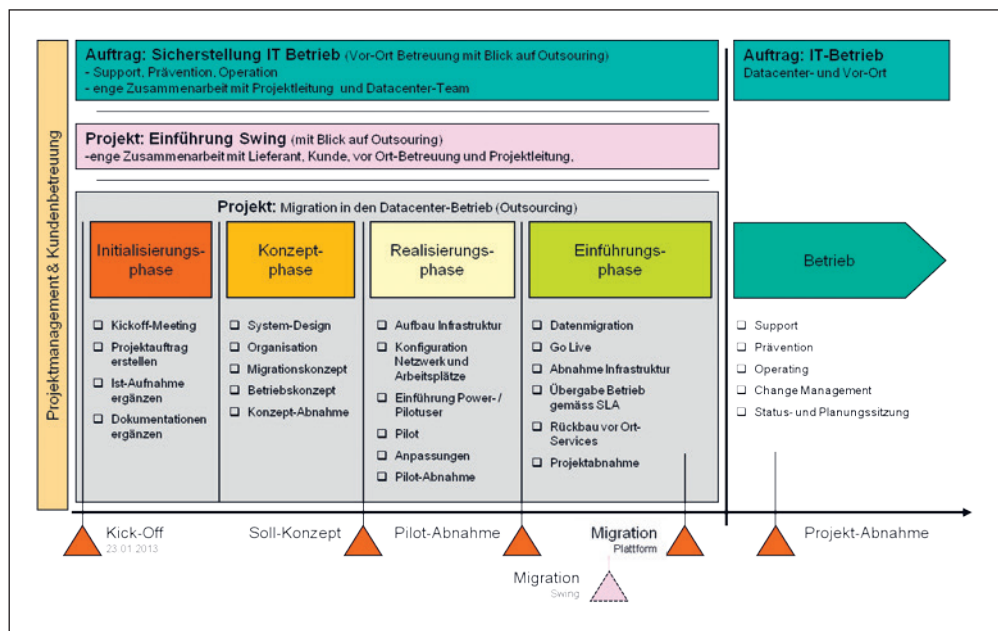 Projektmanagement & Kundenbetreuung
Auftrag: Sicherstellung IT Betrieb (Vor-Ort Betreuung mit Blick auf Outsouring)
- Support, Prävention, Operation
- enge Zusammenarbeit mit Projektleitung und Datacenter-Team
Auftrag: IT-Betrieb
Datacenter- und Vor-Ort
Projekt: Einführung Swing (mit Blick auf Outsouring)
-enge Zusammenarbeit mit Lieferant, Kunde, vor Ort-Betreuung und Projektleitung,
Projekt: Migration in den Datacenter-Betrieb (Outsourcing)
Initialisierungs-
phase
Konzept-
phase
Realisierungs-
phase
Einführungs-
phase
Betrieb
Kickoff-Meeting
Projektauftrag
erstellen
Ist-Aufnahme
ergänzen
Dokumentationen
ergänzen
System-Design
Organisation
Migrationskonzept
Betriebskonzept
Konzept-Abnahme
Aufbau Infrastruktur
Konfiguration
Netzwerk und
Arbeitsplätze
Einführung Power- /
Pilotuser
Pilot
Anpassungen
Pilot-Abnahme
Datenmigration
Go Live
Abnahme Infrastruktur
Übergabe Betrieb
gemäss SLA
Rückbau vor Ort-
Services
Projektabnahme
Support
Prävention
Operating
Change Management
Status- und Planungssitzung
Kick-Off
23.01.2013
Soll-Konzept
Pilot-Abnahme
Migration
Plattform
Projekt-Abnahme
Migration
Swing